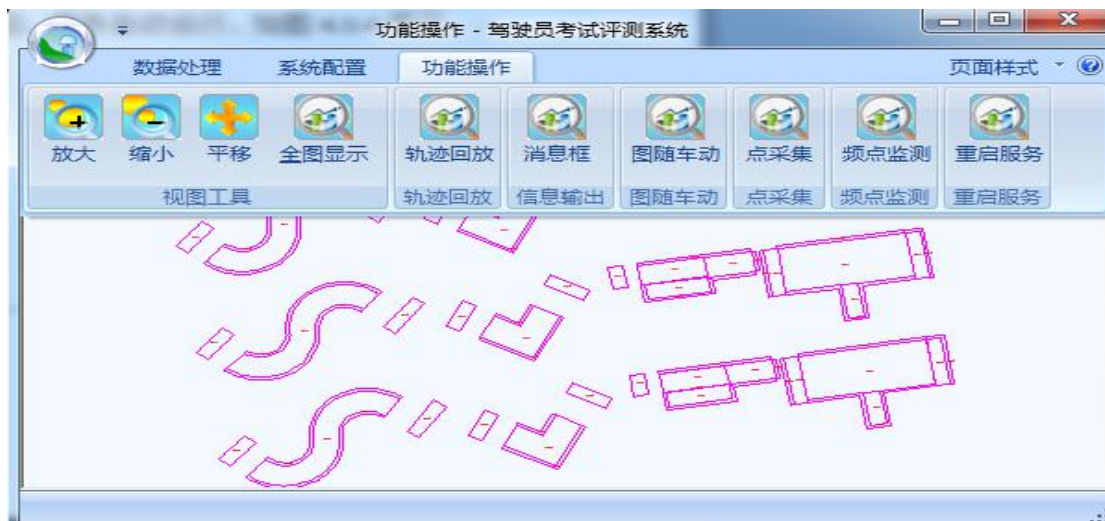 功能操作 - 驾驶员考试评测系统
数据处理 系统配置 功能操作 页面样式
放大 缩小 平移 全图显示 轨迹回放 消息框 图随车动 点采集 频点监测 重启服务
视图工具 轨迹回放 信息输出 图随车动 点采集 频点监测 重启服务